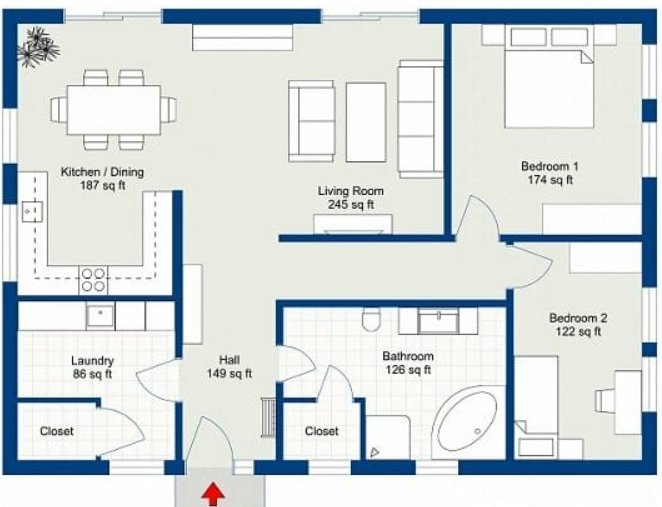 Kitchen / Dining
187 sq ft
Living Room
245 sq ft
Bedroom 1
174 sq ft
Bedroom 2
122 sq ft
Laundry
86 sq ft
Hall
149 sq ft
Bathroom
126 sq ft
Closet
Closet